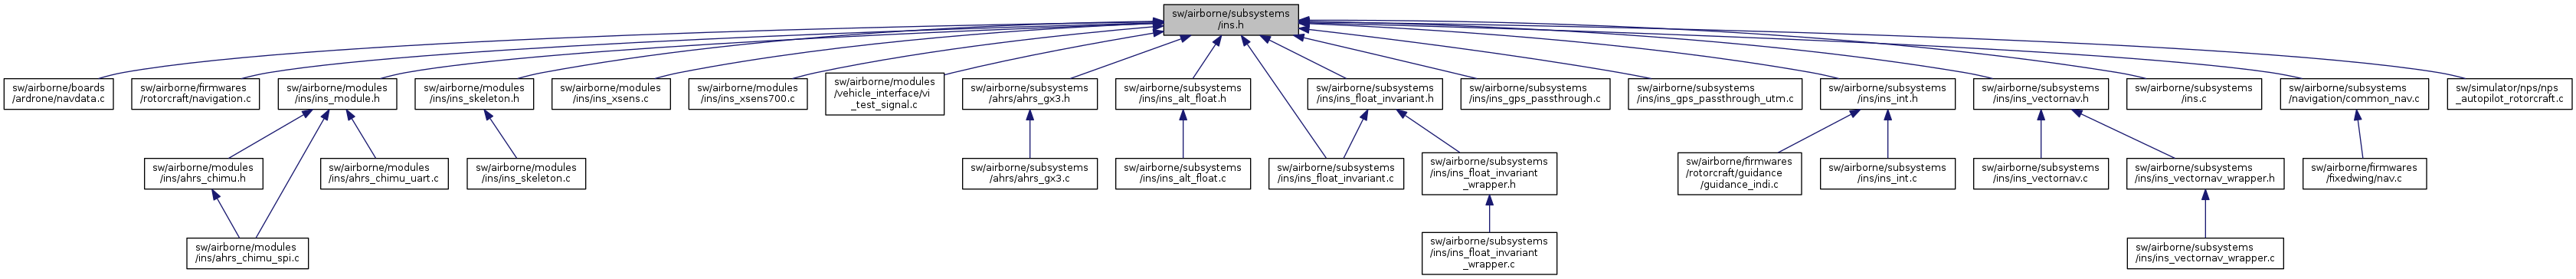 sw/airborne/subsystems
/ins.h
sw/airborne/boards
/ardrone/navdata.c
sw/airborne/firmwares
/rotorcraft/navigation.c
sw/airborne/modules
/ins/ins_module.h
sw/airborne/modules
/ins/ins_skeleton.h
sw/airborne/modules
/ins/ins_xsens.c
sw/airborne/modules
/ins/ins_xsens700.c
sw/airborne/modules
/vehicle_interface/vi
_test_signal.c
sw/airborne/subsystems
/ahrs/ahrs_gx3.h
sw/airborne/subsystems
/ins/ins_alt_float.h
sw/airborne/subsystems
/ins/ins_float_invariant.h
sw/airborne/subsystems
/ins/ins_gps_passthrough.c
sw/airborne/subsystems
/ins/ins_gps_passthrough_utm.c
sw/airborne/subsystems
/ins/ins_int.h
sw/airborne/subsystems
/ins/ins_vectornav.h
sw/airborne/subsystems
/ins.c
sw/airborne/subsystems
/navigation/common_nav.c
sw/simulator/nps/nps
_autopilot_rotorcraft.c
sw/airborne/modules
/ins/ahrs_chimu.h
sw/airborne/modules
/ins/ahrs_chimu_uart.c
sw/airborne/modules
/ins/ins_skeleton.c
sw/airborne/subsystems
/ahrs/ahrs_gx3.c
sw/airborne/subsystems
/ins/ins_alt_float.c
sw/airborne/subsystems
/ins/ins_float_invariant.c
sw/airborne/subsystems
/ins/ins_float_invariant
_wrapper.h
sw/airborne/firmwares
/rotorcraft/guidance
/guidance_indi.c
sw/airborne/subsystems
/ins/ins_int.c
sw/airborne/subsystems
/ins/ins_vectornav.c
sw/airborne/subsystems
/ins/ins_vectornav_wrapper.h
sw/airborne/firmwares
/fixedwing/nav.c
sw/airborne/modules
/ins/ahrs_chimu_spi.c
sw/airborne/subsystems
/ins/ins_float_invariant
_wrapper.c
sw/airborne/subsystems
/ins/ins_vectornav_wrapper.c